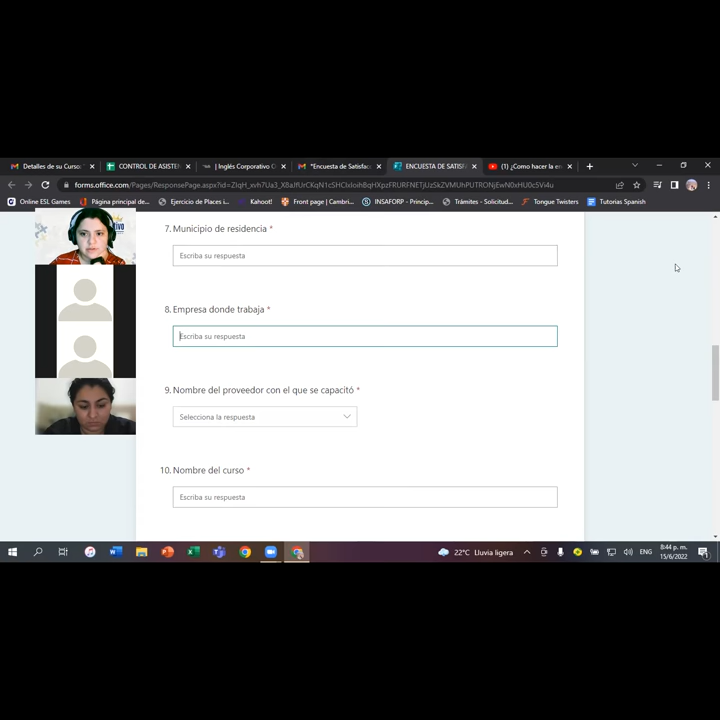 Detalles de su Curso
CONTROL DE ASISTEN
| Inglés Corporativo C
*Encuesta de Satisfac
ENCUESTA DE SATISF
(1) ¿Como hacer la en
forms.office.com/Pages/ResponsePage.aspx?id=
Online ESL Games
Página principal de...
Ejercicio de Places i...
Kahoot!
Front page | Cambri...
INSAFORP - Princip...
Trámites - Solicitud...
Tongue Twisters
Tutorias Spanish
7. Municipio de residencia *
Escriba su respuesta
8. Empresa donde trabaja *
Escriba su respuesta
9. Nombre del proveedor con el que se capacitó *
Selecciona la respuesta
10. Nombre del curso *
Escriba su respuesta
22°C Lluvia ligera
ENG
8:44 p. m.
15/6/2022